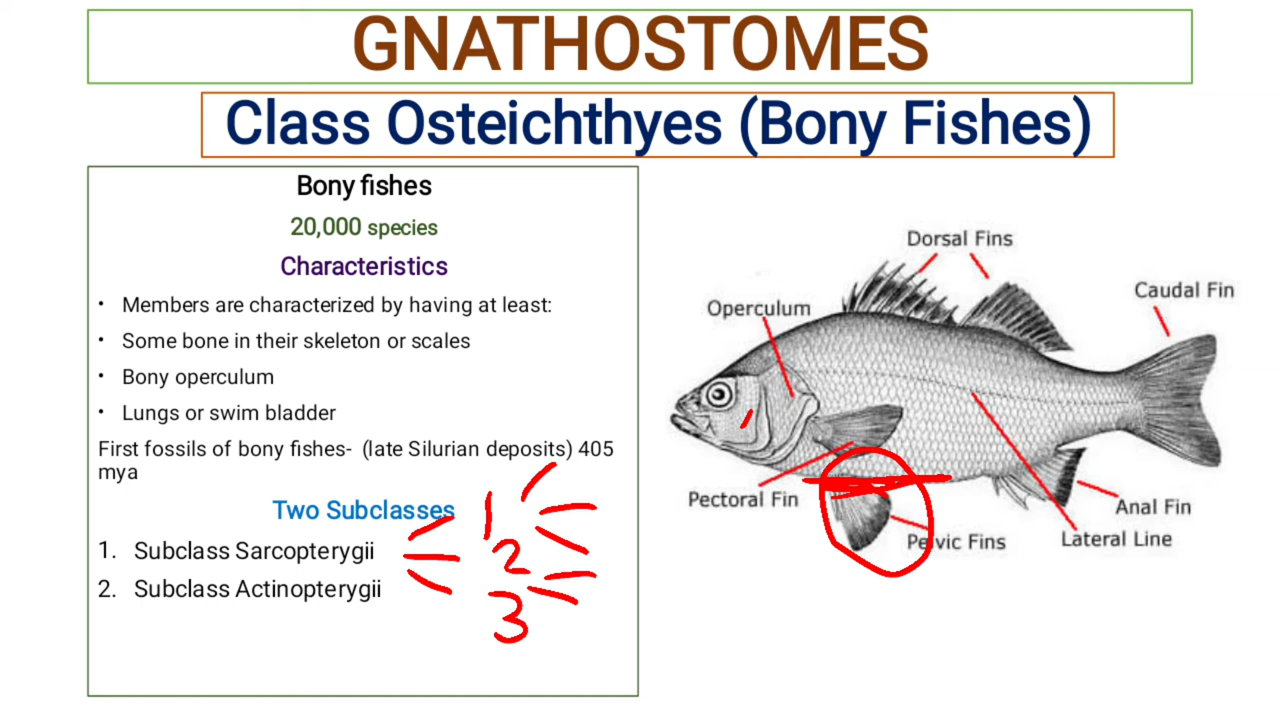 GNATHOSTOMES
Class Osteichthyes (Bony Fishes)
Bony fishes
20,000 species
Characteristics
• Members are characterized by having at least:
• Some bone in their skeleton or scales
• Bony operculum
• Lungs or swim bladder
First fossils of bony fishes- (late Silurian deposits) 405
mya
Two Subclasses
1. Subclass Sarcopterygii
2. Subclass Actinopterygii
1
2
3
Dorsal Fins
Caudal Fin
Operculum
Pectoral Fin
Anal Fin
Pelvic Fins
Lateral Line